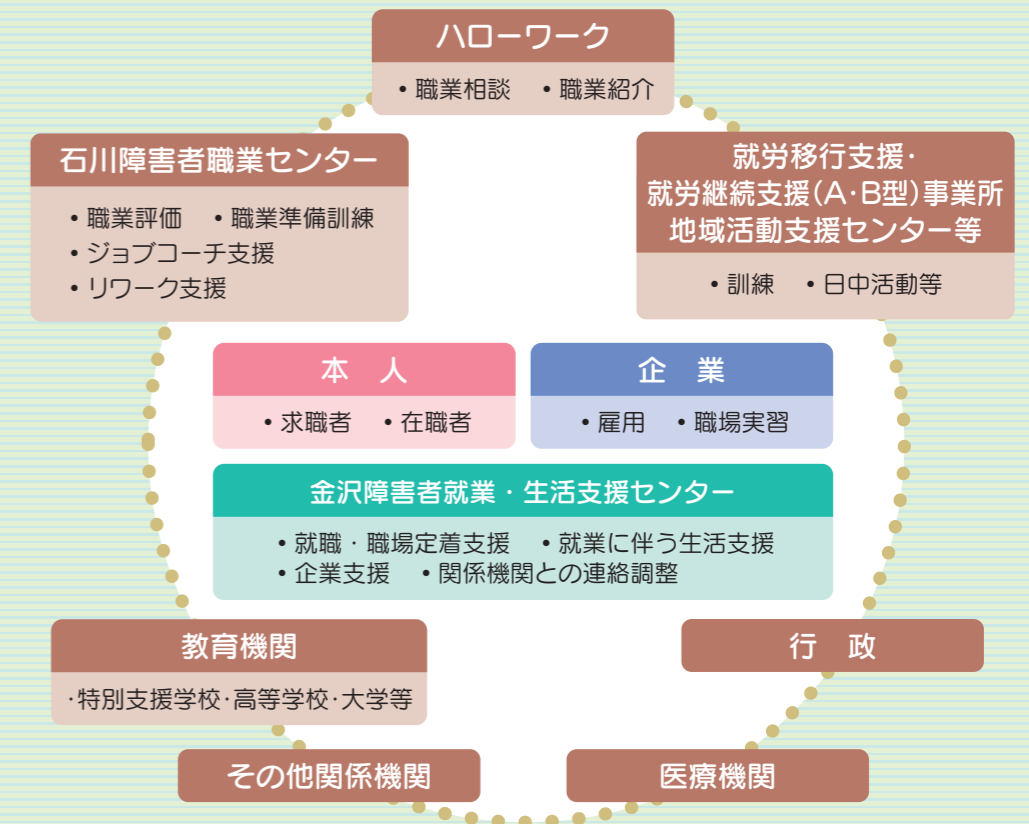 ハローワーク
・職業相談 ・職業紹介
石川障害者職業センター
・職業評価 ・職業準備訓練
・ジョブコーチ支援
・リワーク支援
就労移行支援・
就労継続支援(A・B型)事業所
地域活動支援センター等
・訓練 ・日中活動等
本 人
・求職者 ・在職者
企 業
・雇用 ・職場実習
金沢障害者就業・生活支援センター
・就職・職場定着支援 ・就業に伴う生活支援
・企業支援 ・関係機関との連絡調整
教育機関
・特別支援学校・高等学校・大学等
行 政
その他関係機関
医療機関